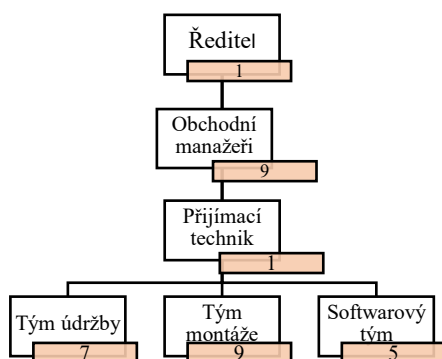 Ředitel
1
Obchodní
manažeři
9
Přijímací
technik
1
Tým údržby
7
Tým
montáže
9
Softwarový
tým
5